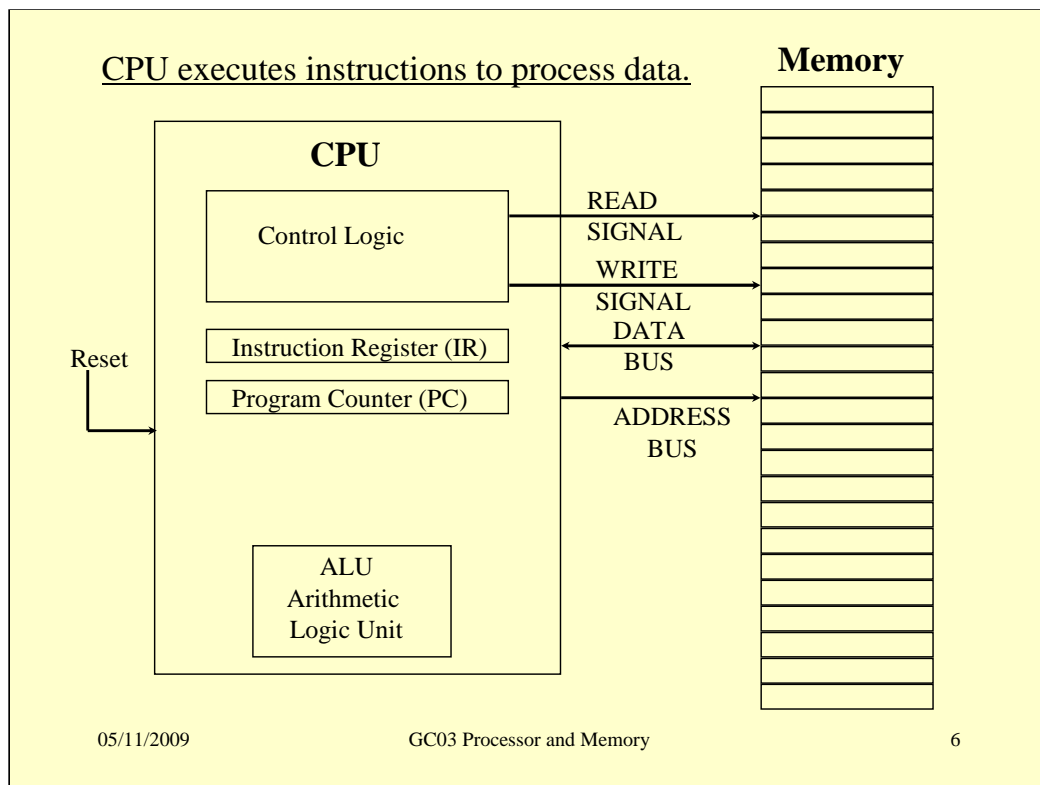 CPU executes instructions to process data.
Memory
CPU
Control Logic
READ
SIGNAL
WRITE
SIGNAL
DATA
BUS
Instruction Register (IR)
Reset
Program Counter (PC)
ADDRESS
BUS
ALU
Arithmetic
Logic Unit
05/11/2009
GC03 Processor and Memory
6